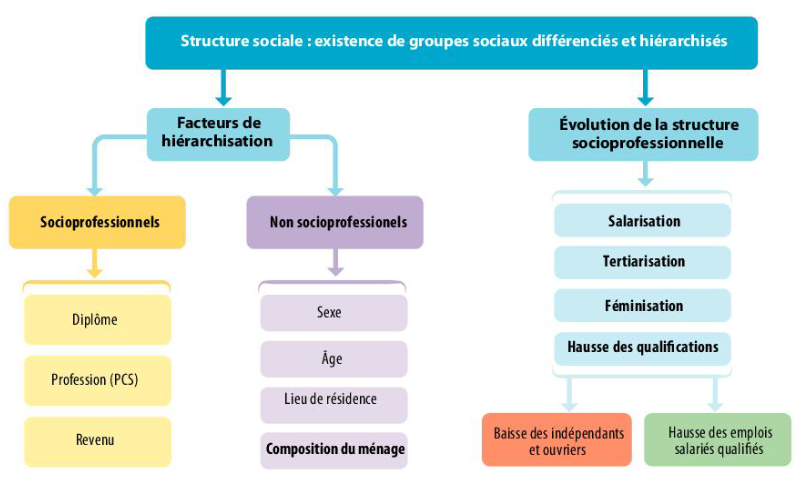 Structure sociale : existence de groupes sociaux différenciés et hiérarchisés
Facteurs de
hiérarchisation
Évolution de la structure
socioprofessionnelle
Socioprofessionnels
Non socioprofessionels
Diplôme
Profession (PCS)
Revenu
Sexe
Âge
Lieu de résidence
Composition du ménage
Salarisation
Tertiarisation
Féminisation
Hausse des qualifications
Baisse des indépendants
et ouvriers
Hausse des emplois
salariés qualifiés